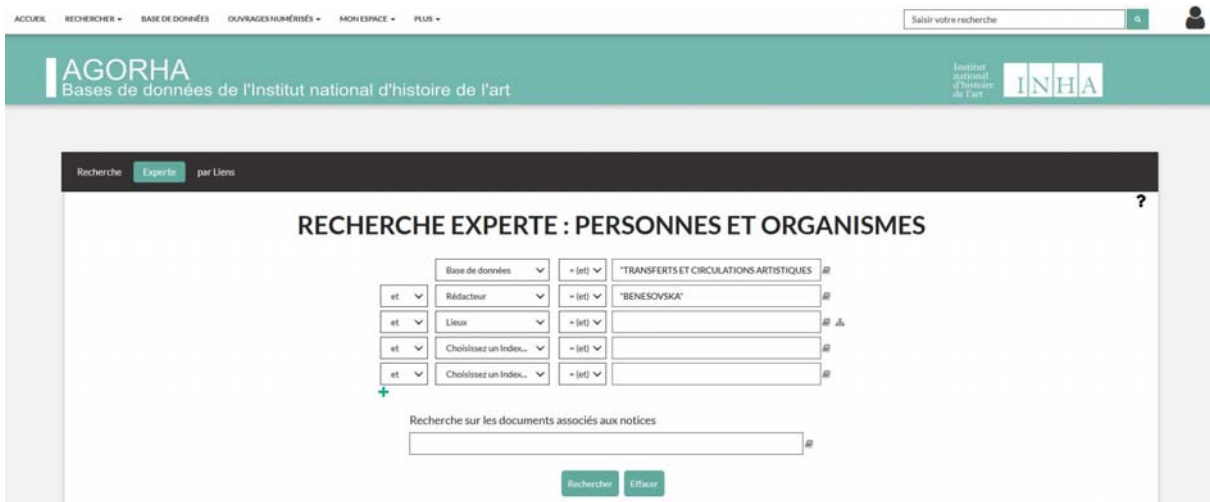 ACCUEIL RECHERCHER BASE DE DONNÉES OUVRAGES NUMÉRISÉS MON ESPACE PLUS Saisir votre recherche
AGORHA
Bases de données de l'Institut national d'histoire de l'art
Institut
national
d'histoire
de l'art
INHA
Recherche Experte par Liens
?
RECHERCHE EXPERTE : PERSONNES ET ORGANISMES
Base de données = (et) "TRANSFERTS ET CIRCULATIONS ARTISTIQUES
et Rédacteur = (et) "BENESOVSKA"
et Lieux = (et)
et Choisissez un Index... = (et)
et Choisissez un Index... = (et)
+
Recherche sur les documents associés aux notices
Rechercher Effacer